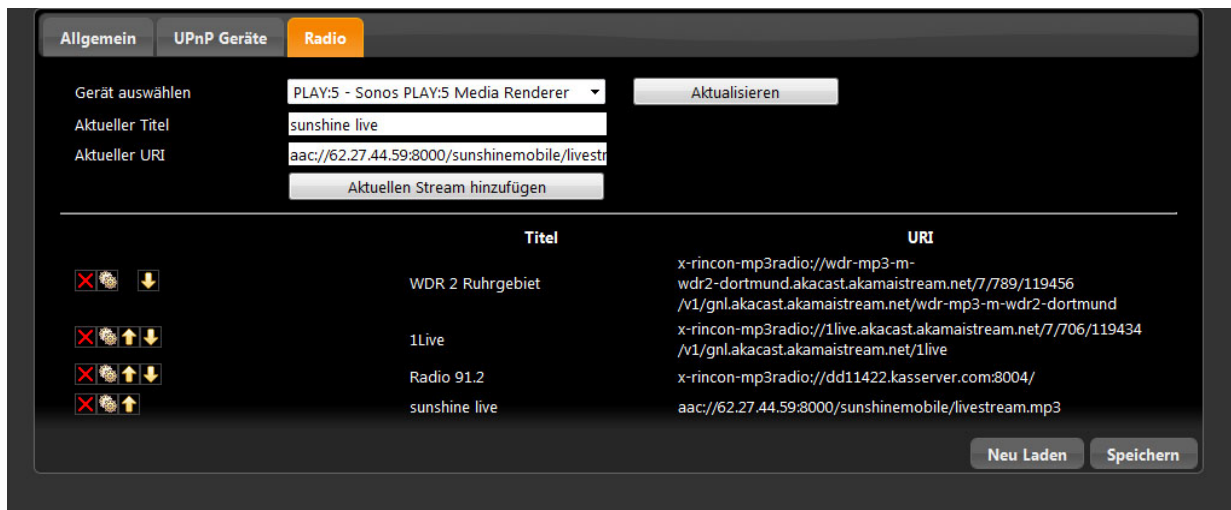 Allgemein UPnP Geräte Radio
Gerät auswählen PLAY:5 - Sonos PLAY:5 Media Renderer Aktualisieren
Aktueller Titel sunshine live
Aktueller URI aac://62.27.44.59:8000/sunshinemobile/livestr
Aktuellen Stream hinzufügen
Titel URI
WDR 2 Ruhrgebiet x-rincon-mp3radio://wdr-mp3-m-
wdr2-dortmund.akacast.akamaistream.net/7/789/119456
/v1/gnl.akacast.akamaistream.net/wdr-mp3-m-wdr2-dortmund
1Live x-rincon-mp3radio://1live.akacast.akamaistream.net/7/706/119434
/v1/gnl.akacast.akamaistream.net/1live
Radio 91.2 x-rincon-mp3radio://dd11422.kasserver.com:8004/
sunshine live aac://62.27.44.59:8000/sunshinemobile/livestream.mp3
Neu Laden Speichern